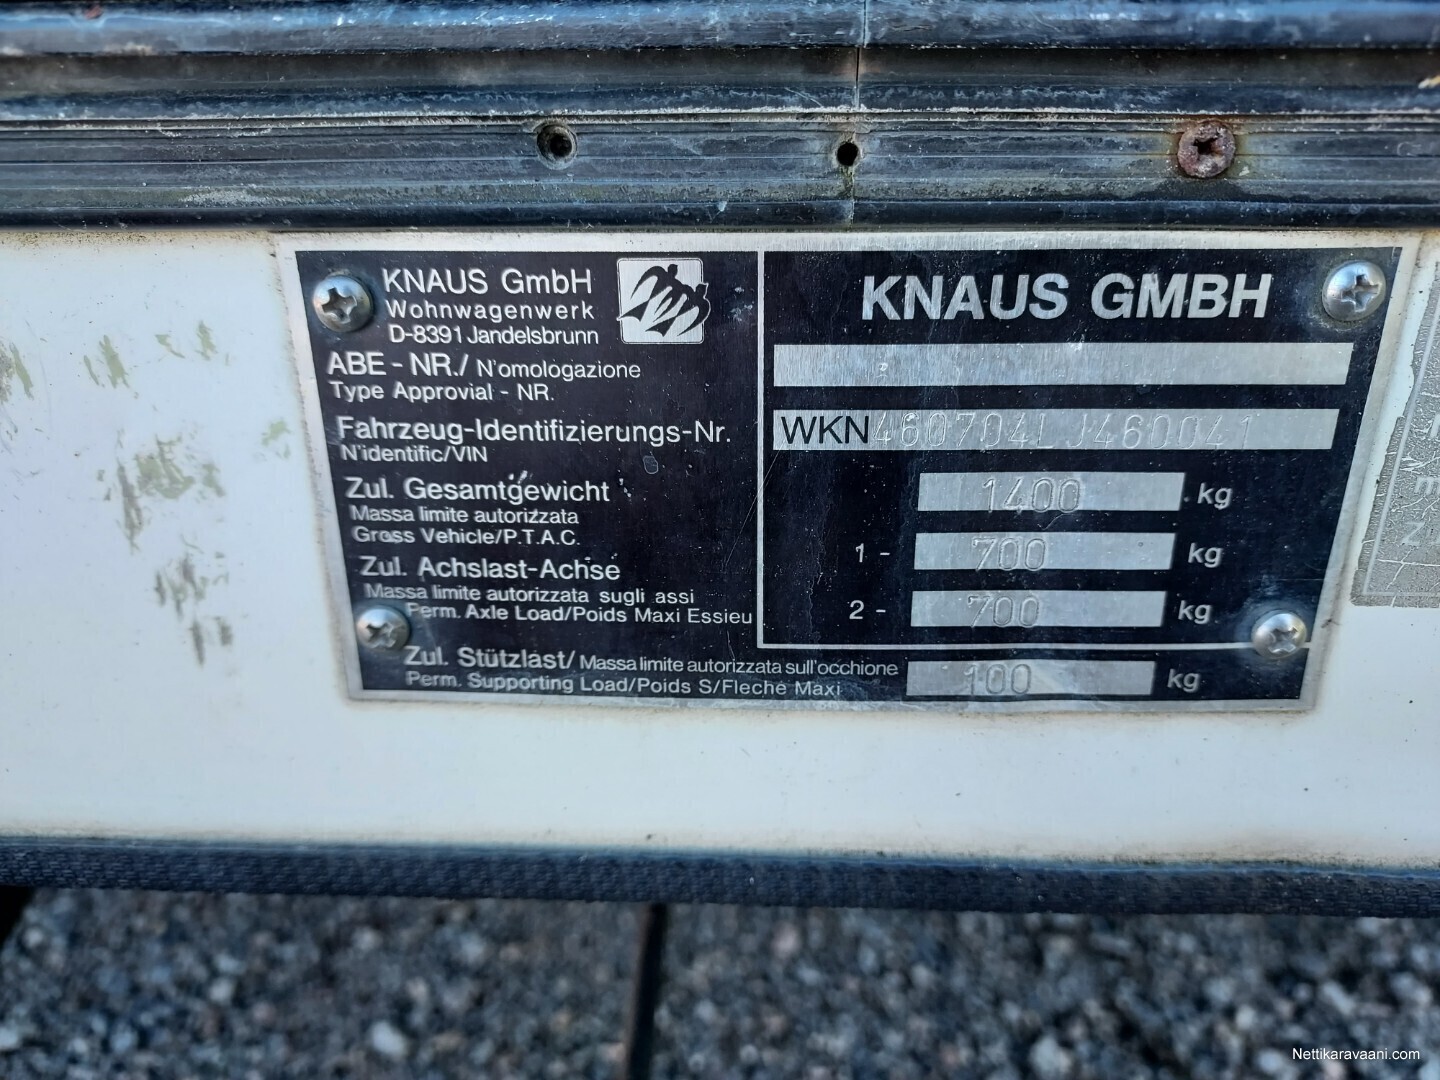 KNAUS GmbH
Wohnwagenwerk
D-8391 Jandelsbrunn
KNAUS GMBH
ABE - NR./ N'omologazione
Type Approvial - NR.
Fahrzeug-Identifizierungs-Nr. WKN460704LJ460041
N'identific/VIN
Zul. Gesamtgewicht 1400 kg
Massa limite autorizzata
Gross Vehicle/P.T.A.C.
1 - 700 kg
Zul. Achslast-Achse
Massa limite autorizzata sugli assi
Perm. Axle Load/Poids Maxi Essieu
2 - 700 kg
Zul. Stützlast/ Massa limite autorizzata sull'occhione 100 kg
Perm. Supporting Load/Poids S/Fleche Maxi
Nettikaravaani.com